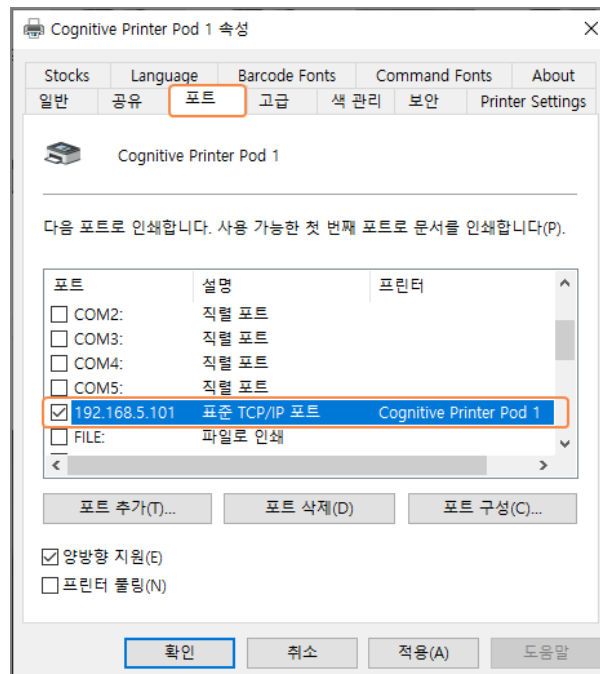 Cognitive Printer Pod 1 속성
Stocks Language Barcode Fonts Command Fonts About
일반 공유 포트 고급 색 관리 보안 Printer Settings
Cognitive Printer Pod 1
다음 포트로 인쇄합니다. 사용 가능한 첫 번째 포트로 문서를 인쇄합니다(P).
포트 설명 프린터
COM2: 직렬 포트
COM3: 직렬 포트
COM4: 직렬 포트
COM5: 직렬 포트
192.168.5.101 표준 TCP/IP 포트 Cognitive Printer Pod 1
FILE: 파일로 인쇄
포트 추가(T)... 포트 삭제(D) 포트 구성(C)...
양방향 지원(E)
프린터 풀링(N)
확인 취소 적용(A) 도움말